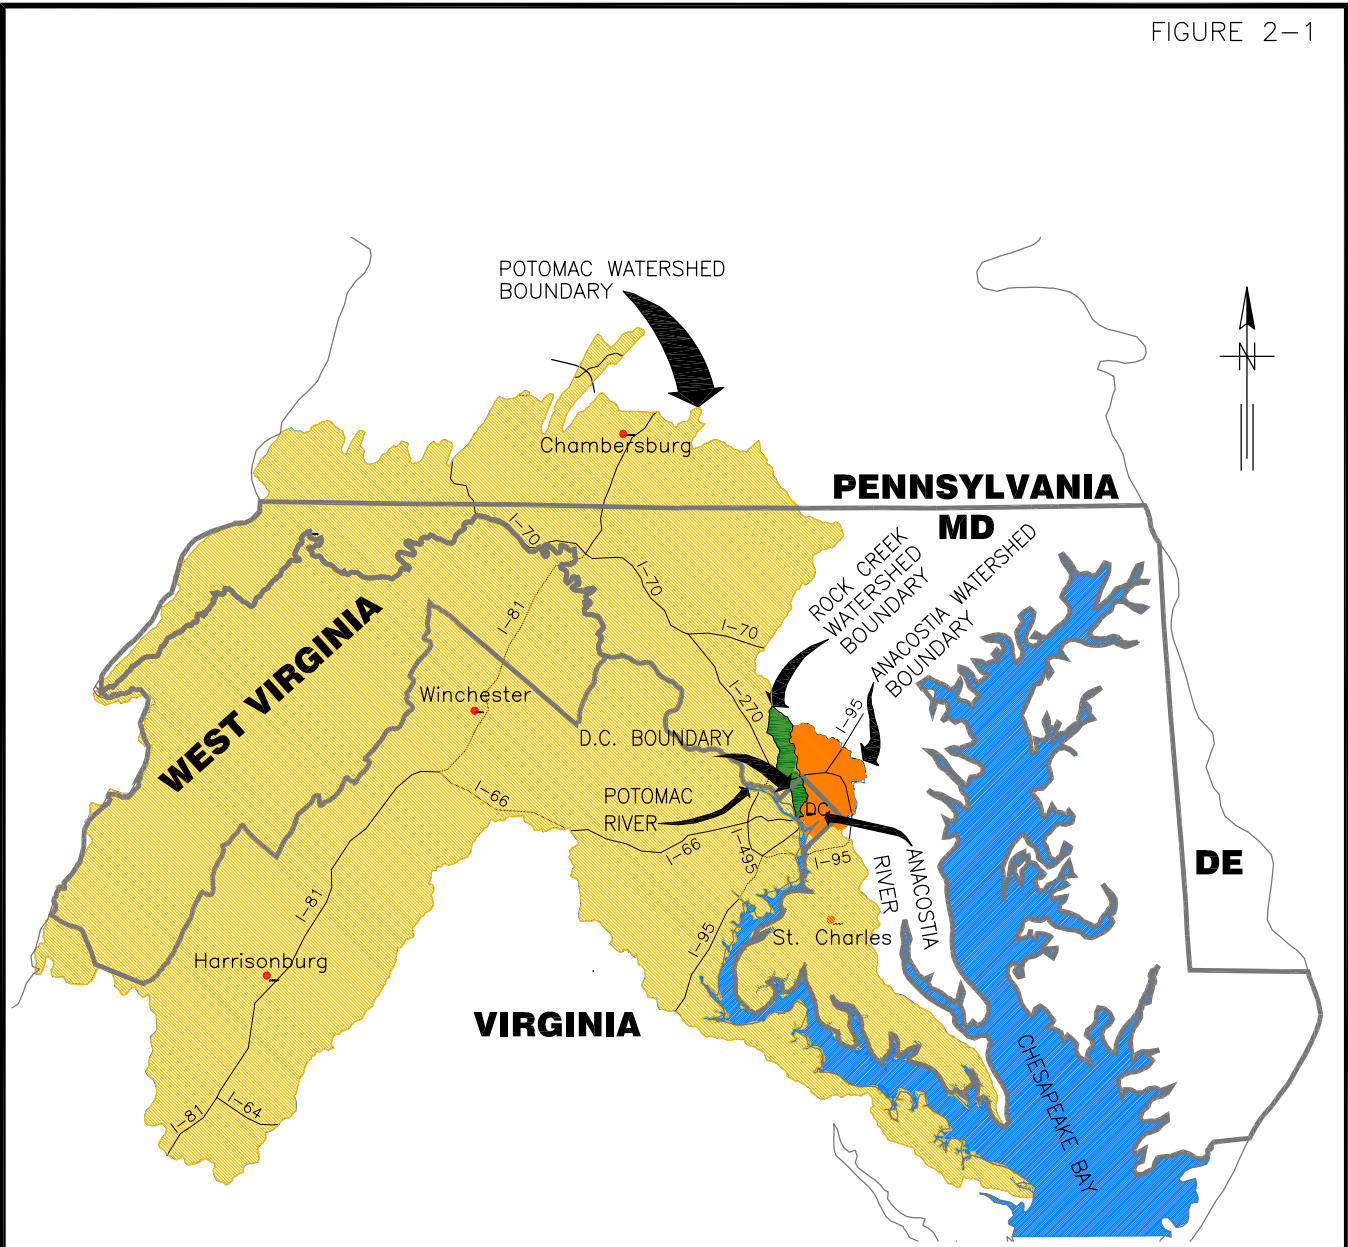 FIGURE 2-1
POTOMAC WATERSHED
BOUNDARY
N
Chambersburg
PENNSYLVANIA
MD
ROCK CREEK
WATERSHED
BOUNDARY
ANACOSTIA WATERSHED
BOUNDARY
I-70
I-70
I-70
I-81
WEST VIRGINIA
Winchester
I-270
I-95
D.C. BOUNDARY
POTOMAC
RIVER
DC
I-66
I-66
I-495
I-95
ANACOSTIA
RIVER
DE
I-81
I-95
St. Charles
Harrisonburg
VIRGINIA
CHESAPEAKE BAY
I-64
I-81